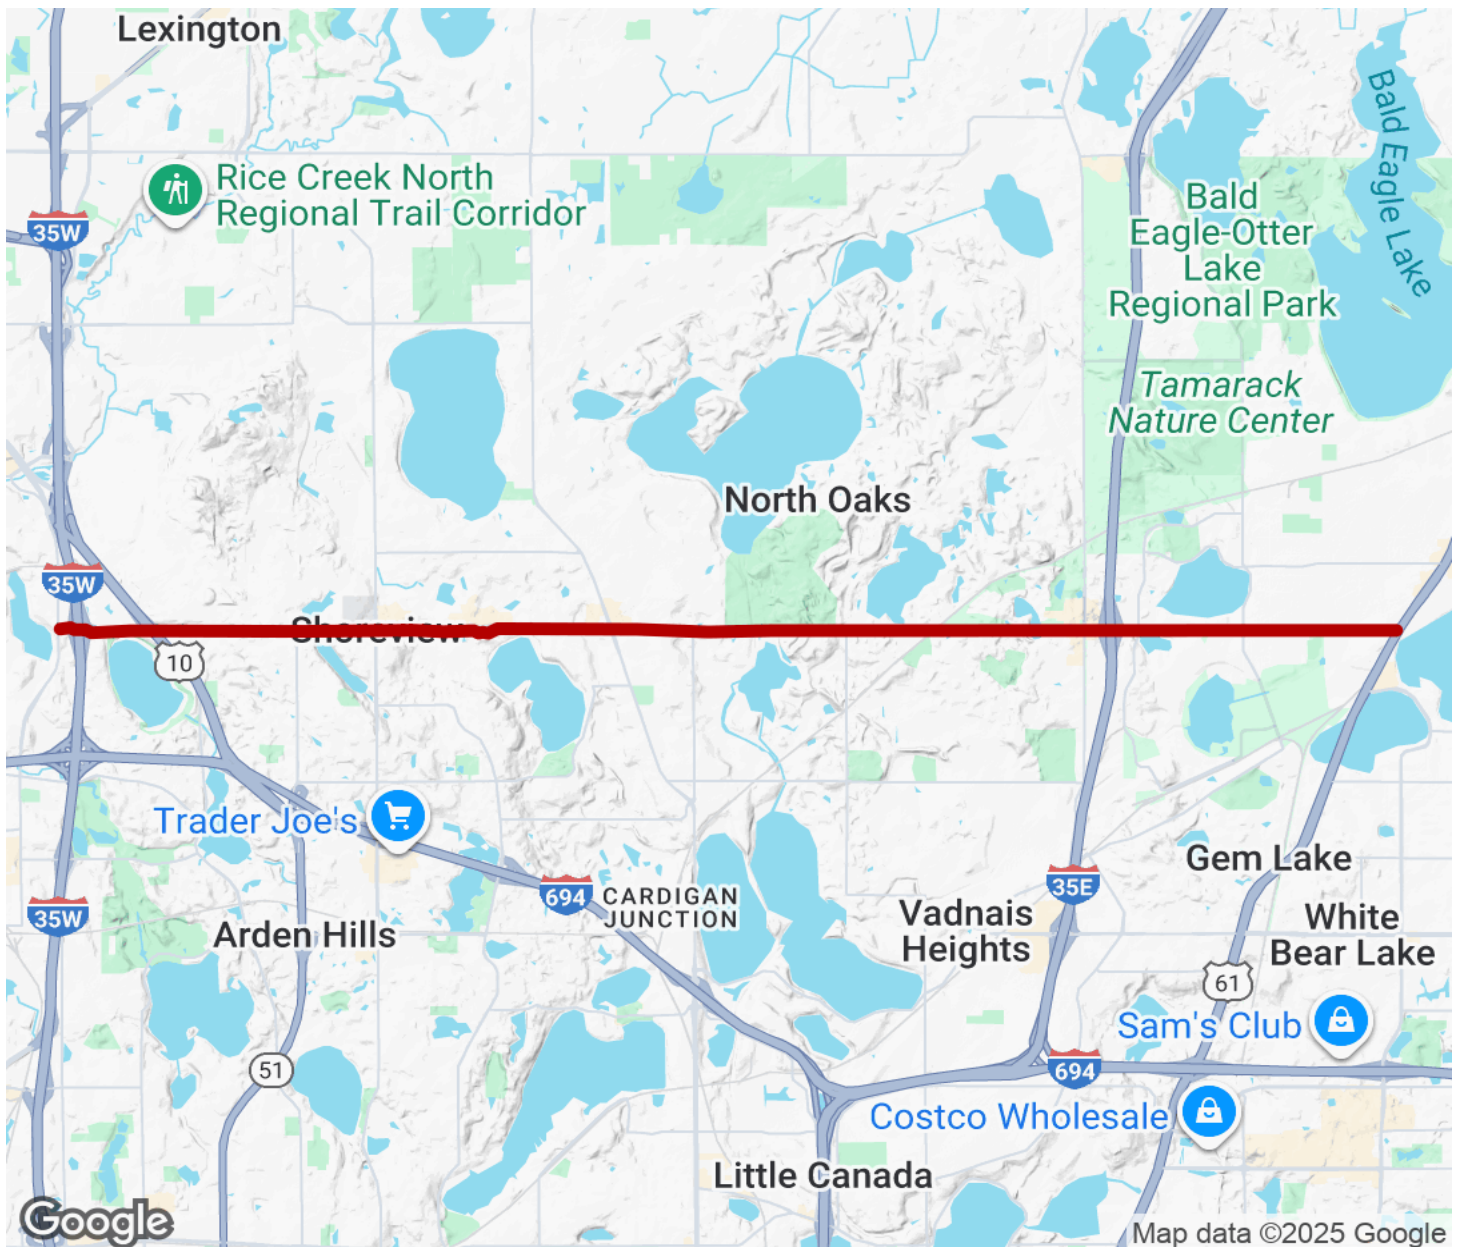 Lexington
Rice Creek North
Regional Trail Corridor
35W
Bald Eagle Lake
Bald
Eagle-Otter
Lake
Regional Park
Tamarack
Nature Center
North Oaks
35W
Shoreview
10
Trader Joe's
Gem Lake
694
CARDIGAN
JUNCTION
35E
35W
Arden Hills
Vadnais
Heights
White
Bear Lake
61
Sam's Club
51
694
Costco Wholesale
Little Canada
Google
Map data ©2025 Google